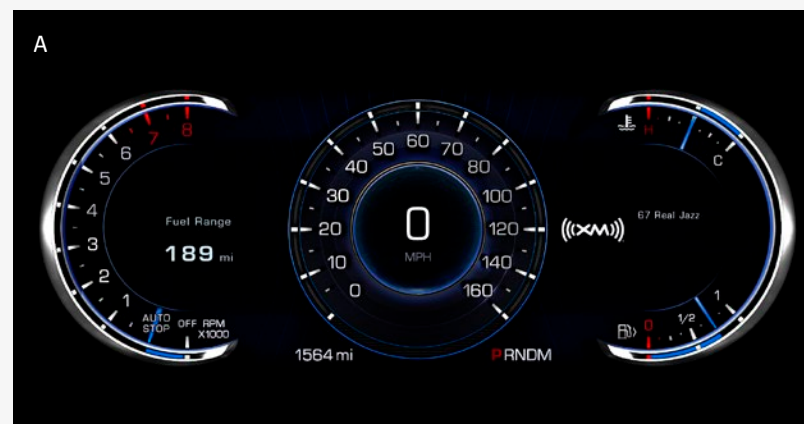 A
8
7
6
5
4
3
2
1
AUTO
STOP
OFF
RPM
X1000
Fuel Range
189 mi
0
10
20
30
40
50
60
70
80
100
120
140
160
0
MPH
1564 mi
PRNDM
H
C
((XM))
67 Real Jazz
0
1/2
1